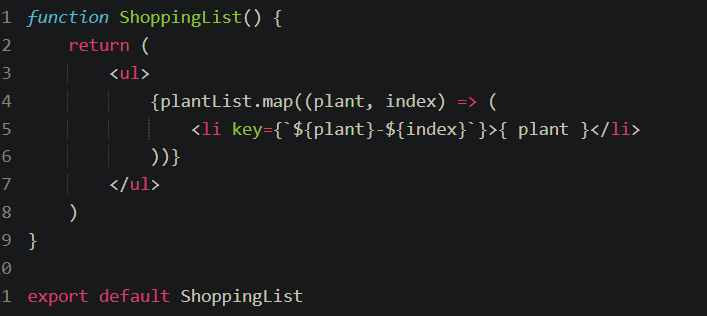 1 function ShoppingList() {
2 return (
3 <ul>
4 {plantList.map((plant, index) => (
5 <li key={`${plant}-${index}`}>{ plant }</li>
6 ))}
7 </ul>
8 )
9 }
0
1 export default ShoppingList